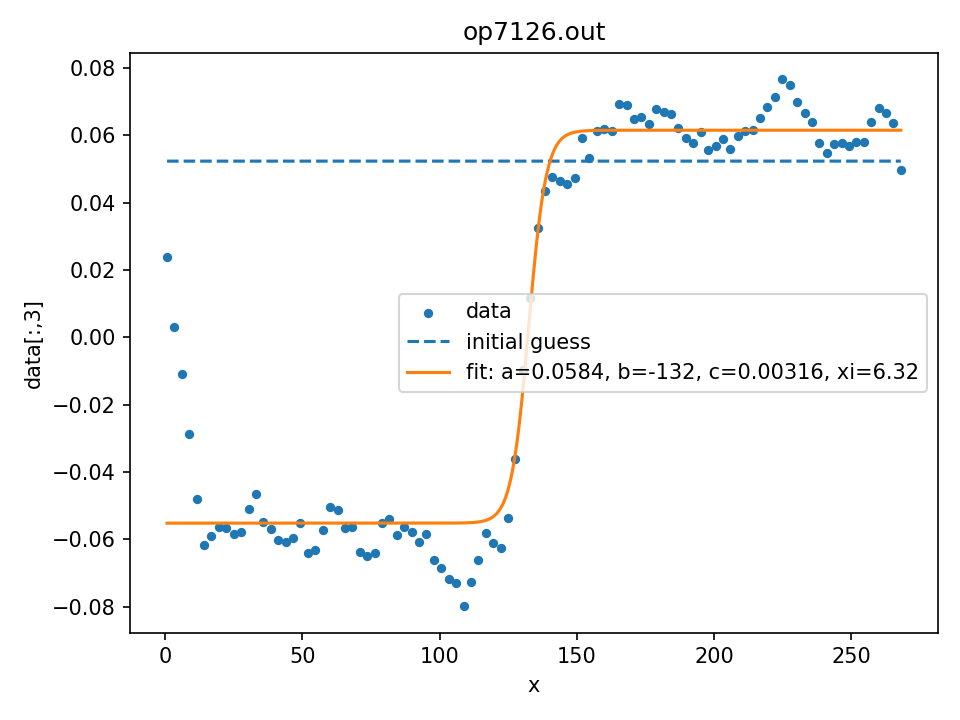 op7126.out
0.08
0.06
0.04
0.02
0.00
−0.02
−0.04
−0.06
−0.08
data[:,3]
data
initial guess
fit: a=0.0584, b=-132, c=0.00316, xi=6.32
0 50 100 150 200 250
x